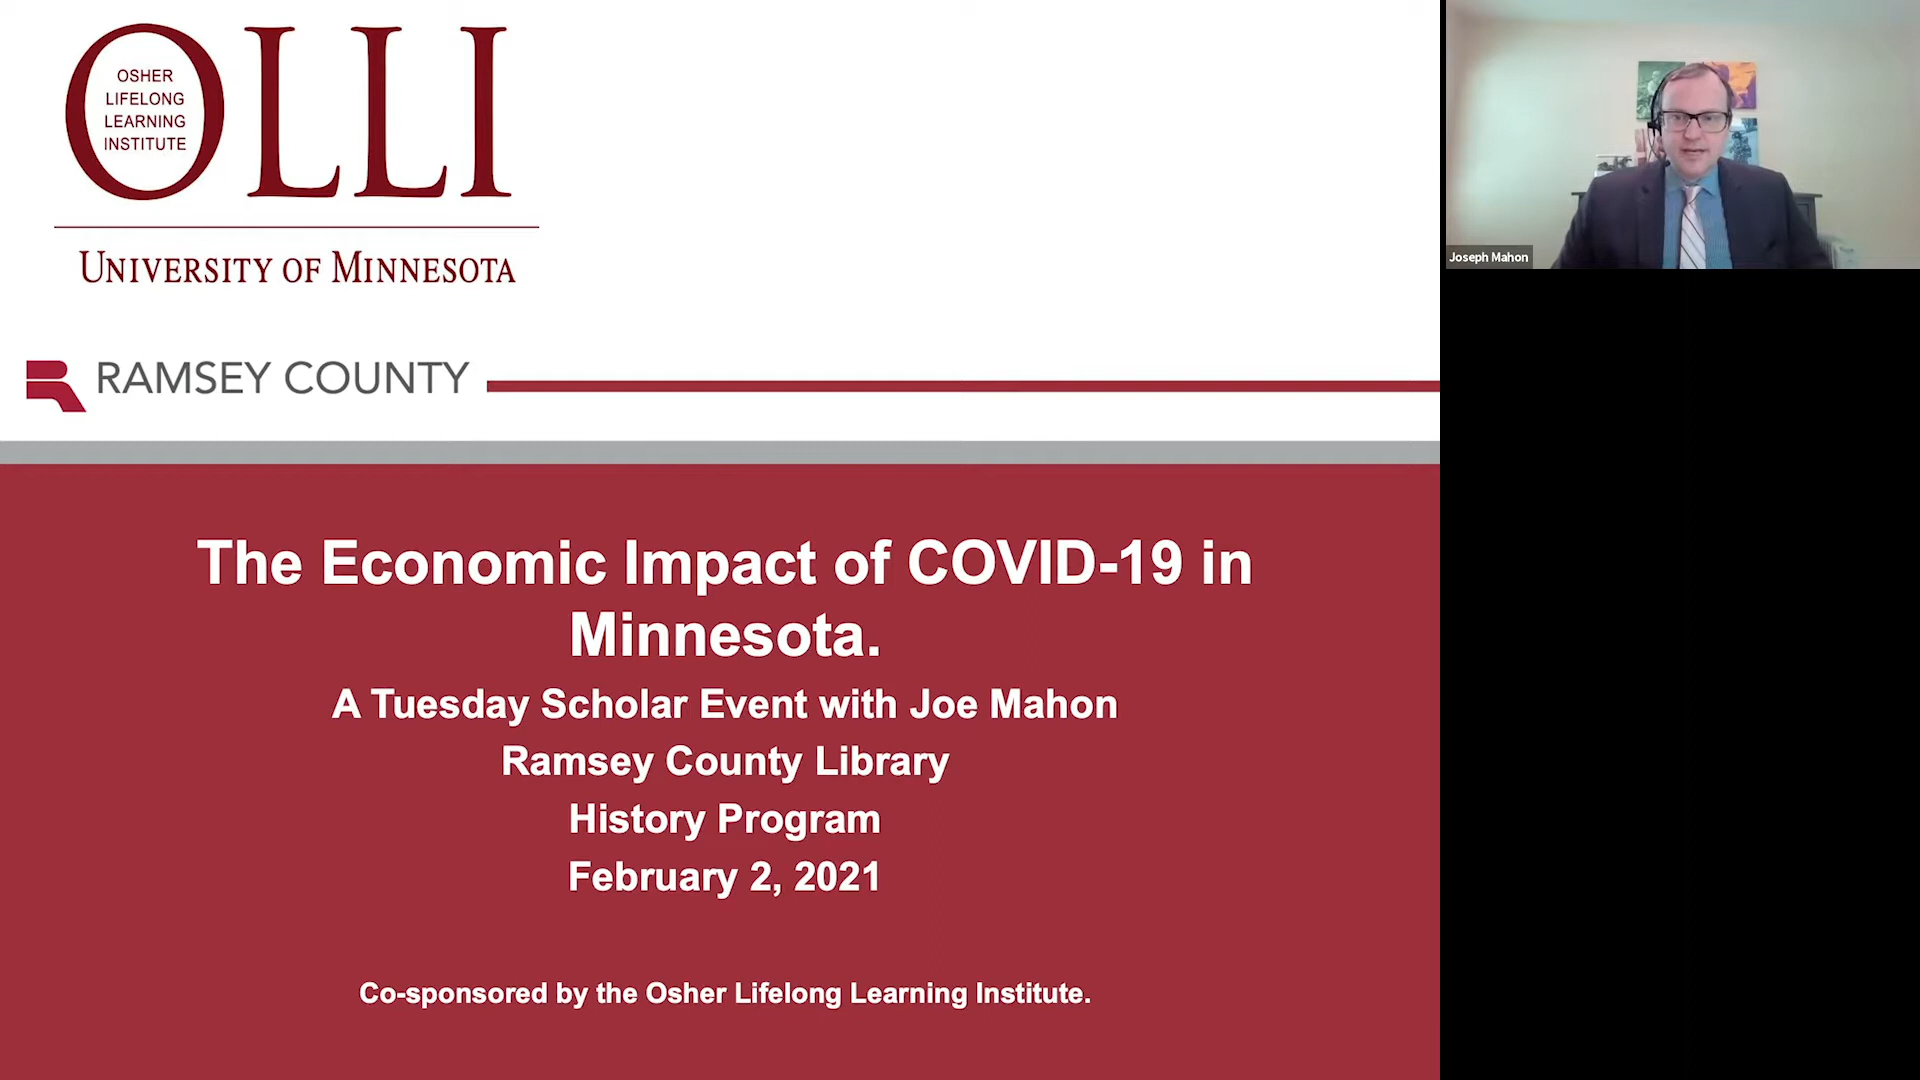 OLLI
OSHER
LIFELONG
LEARNING
INSTITUTE
UNIVERSITY OF MINNESOTA
RAMSEY COUNTY
The Economic Impact of COVID-19 in
Minnesota.
A Tuesday Scholar Event with Joe Mahon
Ramsey County Library
History Program
February 2, 2021
Co-sponsored by the Osher Lifelong Learning Institute.
Joseph Mahon